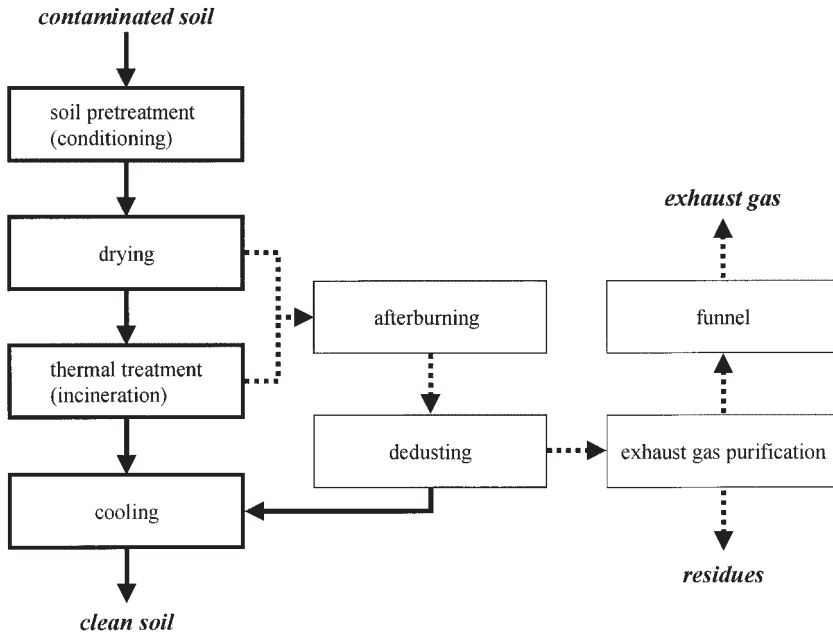 contaminated soil
soil pretreatment
(conditioning)
drying
thermal treatment
(incineration)
cooling
clean soil
afterburning
dedusting
exhaust gas
funnel
exhaust gas purification
residues